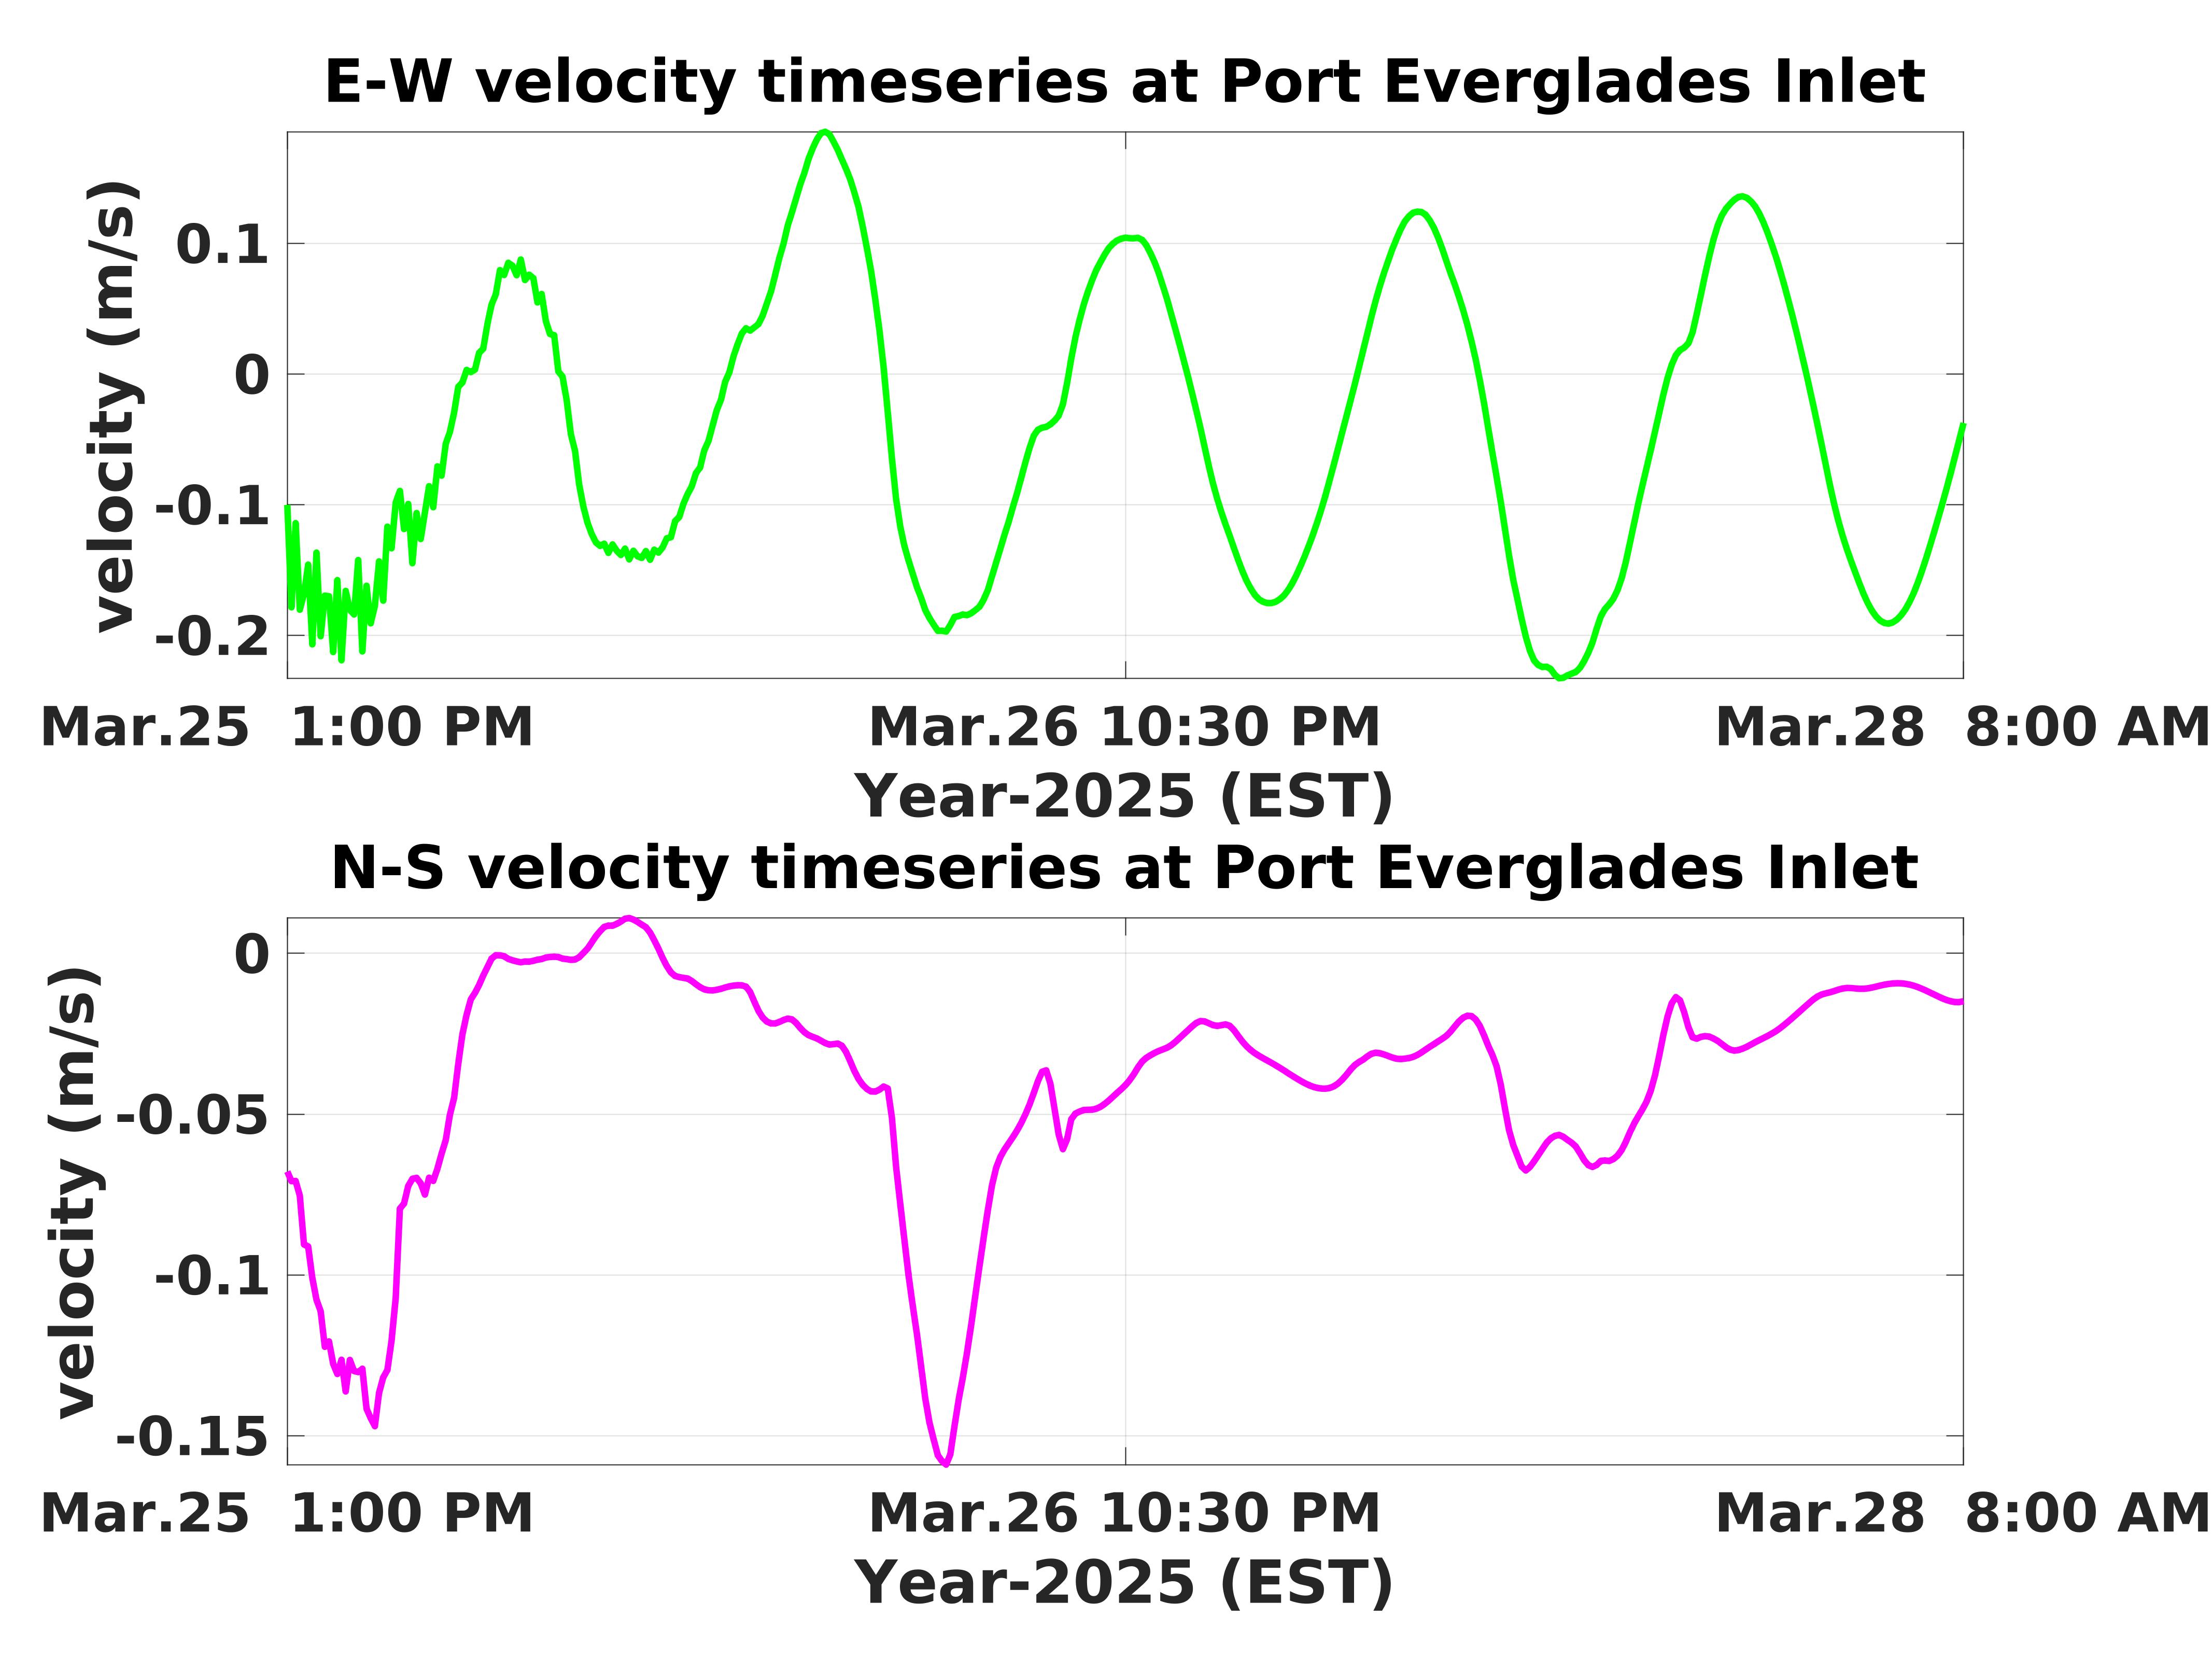 E-W velocity timeseries at Port Everglades Inlet
velocity (m/s)
0.1
0
-0.1
-0.2
Mar.25 1:00 PM Mar.26 10:30 PM Mar.28 8:00 AM
Year-2025 (EST)
N-S velocity timeseries at Port Everglades Inlet
velocity (m/s)
0
-0.05
-0.1
-0.15
Mar.25 1:00 PM Mar.26 10:30 PM Mar.28 8:00 AM
Year-2025 (EST)